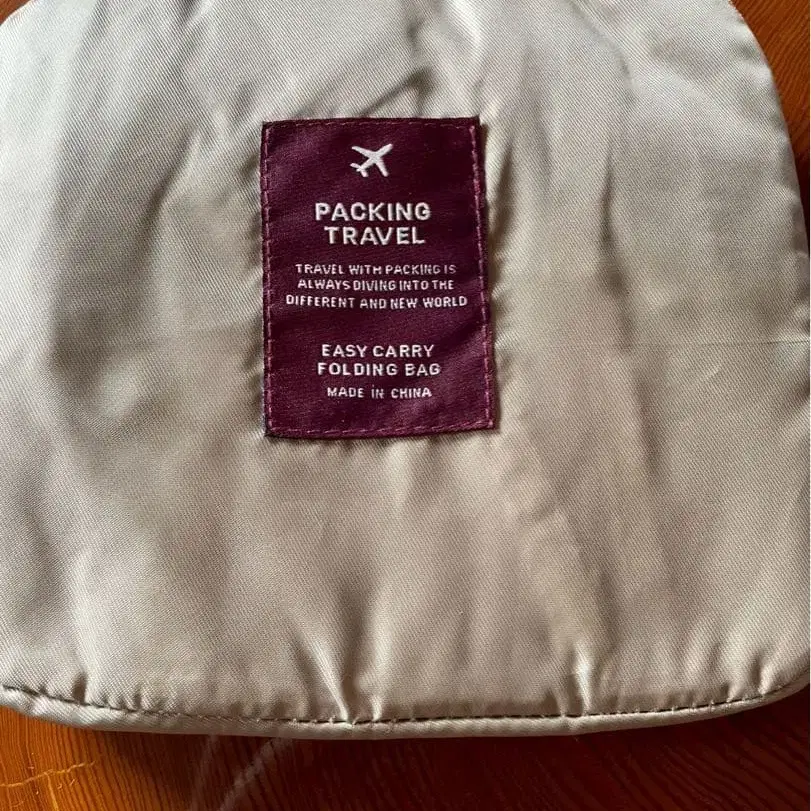 PACKING
TRAVEL
TRAVEL WITH PACKING IS
ALWAYS DIVING INTO THE
DIFFERENT AND NEW WORLD
EASY CARRY
FOLDING BAG
MADE IN CHINA